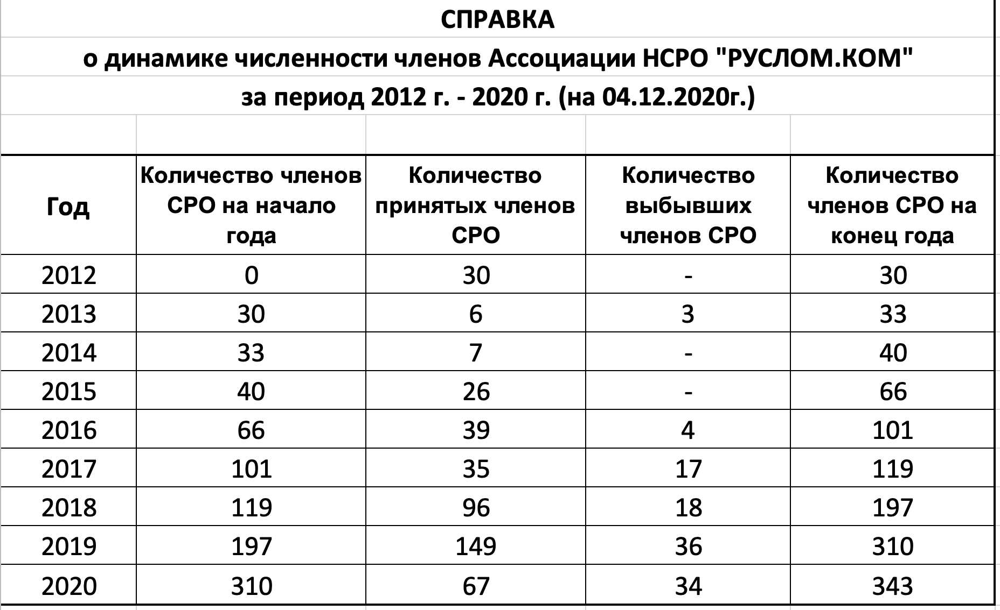 СПРАВКА
о динамике численности членов Ассоциации НСРО "РУСЛОМ.КОМ"
за период 2012 г. - 2020 г. (на 04.12.2020г.)
Год Количество членов СРО на начало года Количество принятых членов СРО Количество выбывших членов СРО Количество членов СРО на конец года
2012 0 30 - 30
2013 30 6 3 33
2014 33 7 - 40
2015 40 26 - 66
2016 66 39 4 101
2017 101 35 17 119
2018 119 96 18 197
2019 197 149 36 310
2020 310 67 34 343